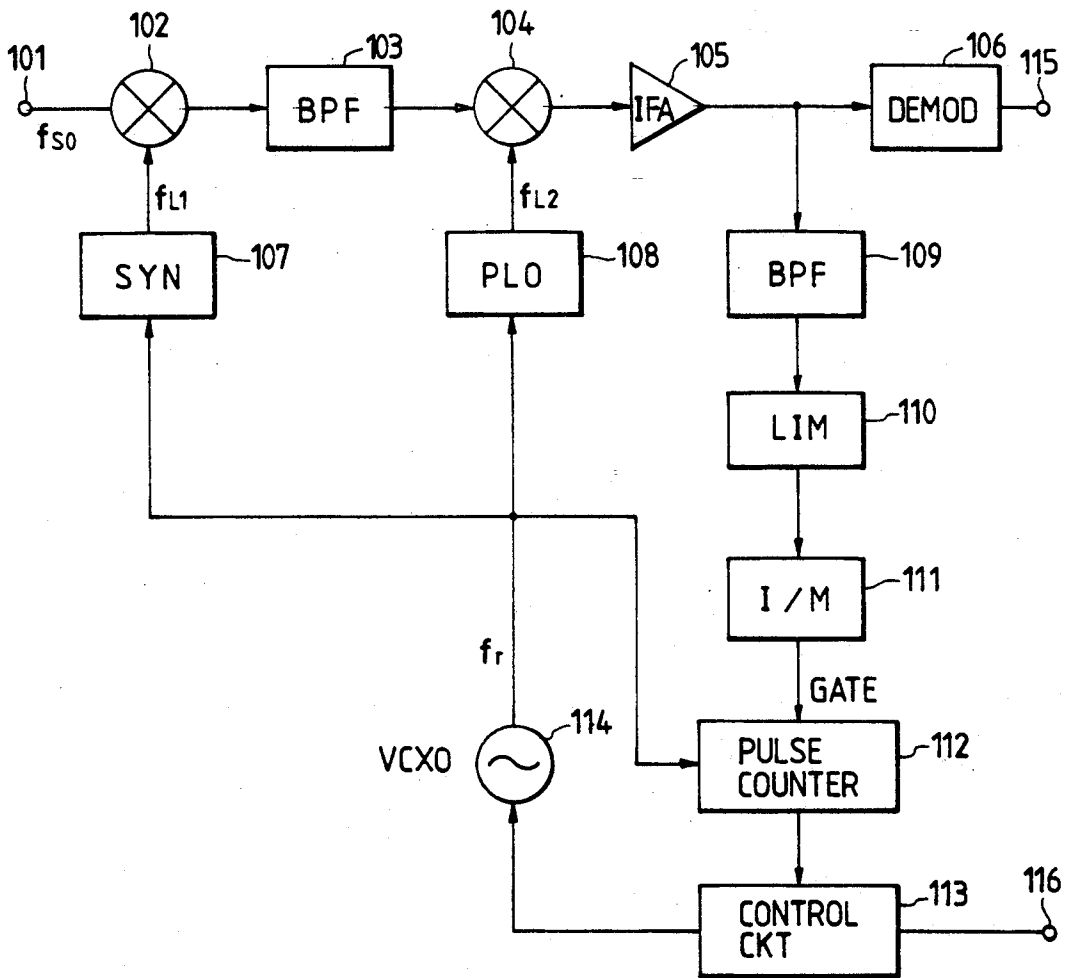 102
104
101
103
105
106
115
BPF
IFA
DEMOD
fS0
fL1
fL2
SYN
107
PLO
108
BPF
109
LIM
110
I/M
111
fr
GATE
VCXO
114
PULSE
COUNTER
112
CONTROL
CKT
113
116